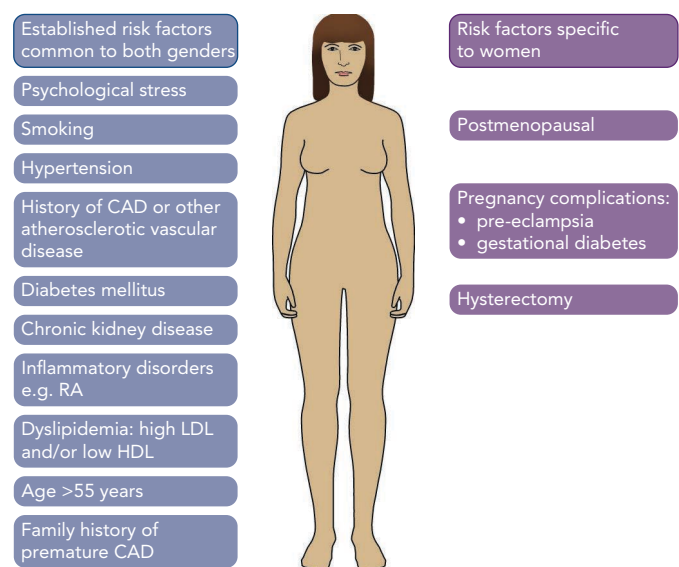 Established risk factors
common to both genders
Psychological stress
Smoking
Hypertension
History of CAD or other
atherosclerotic vascular
disease
Diabetes mellitus
Chronic kidney disease
Inflammatory disorders
e.g. RA
Dyslipidemia: high LDL
and/or low HDL
Age >55 years
Family history of
premature CAD
Risk factors specific
to women
Postmenopausal
Pregnancy complications:
• pre-eclampsia
• gestational diabetes
Hysterectomy